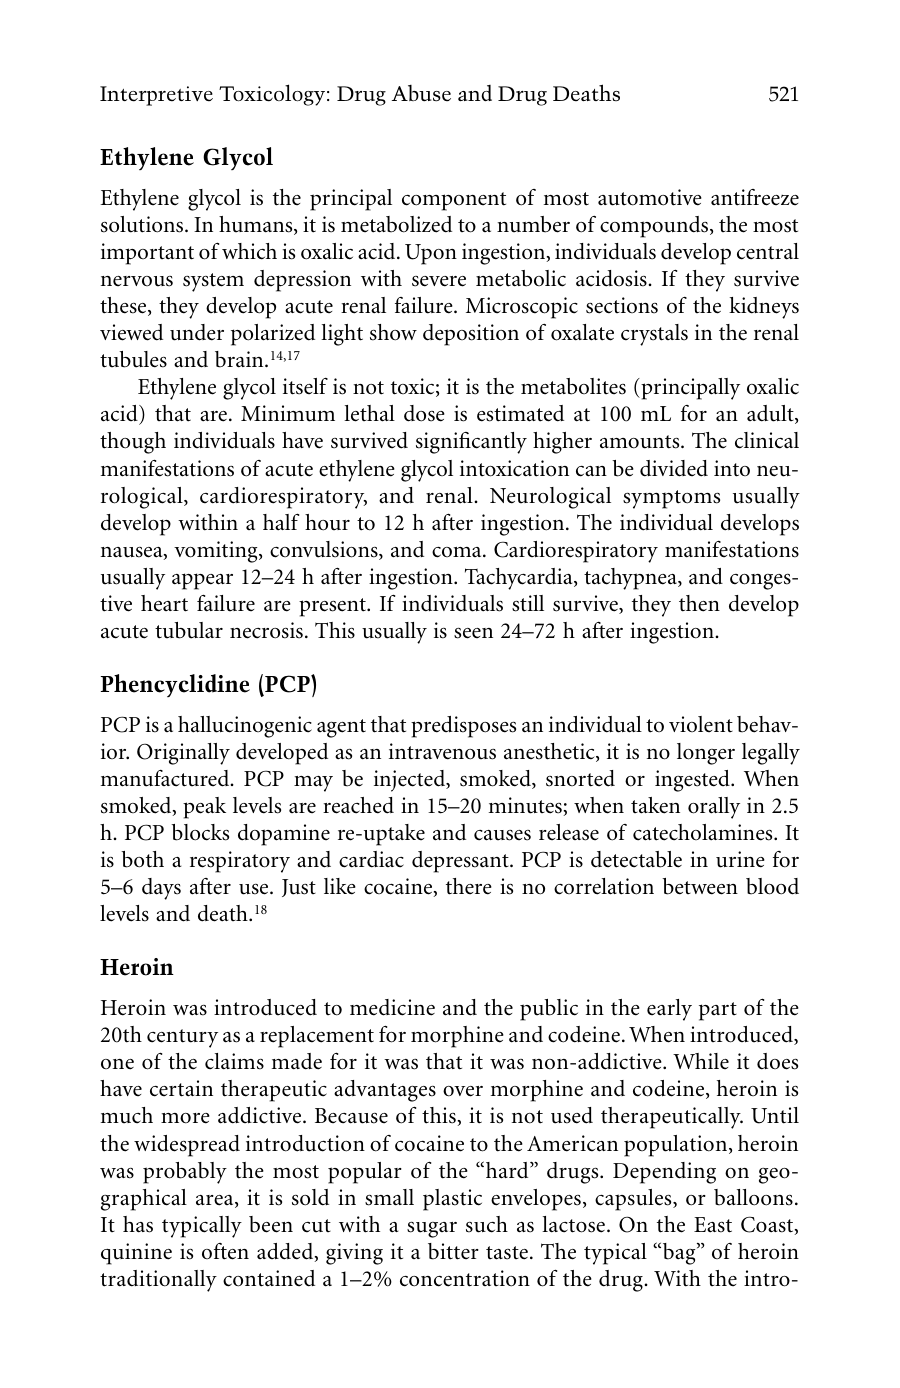 Interpretive Toxicology: Drug Abuse and Drug Deaths 521
Ethylene Glycol
Ethylene glycol is the principal component of most automotive antifreeze
solutions. In humans, it is metabolized to a number of compounds, the most
important of which is oxalic acid. Upon ingestion, individuals develop central
nervous system depression with severe metabolic acidosis. If they survive
these, they develop acute renal failure. Microscopic sections of the kidneys
viewed under polarized light show deposition of oxalate crystals in the renal
tubules and brain.14,17
Ethylene glycol itself is not toxic; it is the metabolites (principally oxalic
acid) that are. Minimum lethal dose is estimated at 100 mL for an adult,
though individuals have survived significantly higher amounts. The clinical
manifestations of acute ethylene glycol intoxication can be divided into neu-
rological, cardiorespiratory, and renal. Neurological symptoms usually
develop within a half hour to 12 h after ingestion. The individual develops
nausea, vomiting, convulsions, and coma. Cardiorespiratory manifestations
usually appear 12–24 h after ingestion. Tachycardia, tachypnea, and conges-
tive heart failure are present. If individuals still survive, they then develop
acute tubular necrosis. This usually is seen 24–72 h after ingestion.
Phencyclidine (PCP)
PCP is a hallucinogenic agent that predisposes an individual to violent behav-
ior. Originally developed as an intravenous anesthetic, it is no longer legally
manufactured. PCP may be injected, smoked, snorted or ingested. When
smoked, peak levels are reached in 15–20 minutes; when taken orally in 2.5
h. PCP blocks dopamine re-uptake and causes release of catecholamines. It
is both a respiratory and cardiac depressant. PCP is detectable in urine for
5–6 days after use. Just like cocaine, there is no correlation between blood
levels and death.18
Heroin
Heroin was introduced to medicine and the public in the early part of the
20th century as a replacement for morphine and codeine. When introduced,
one of the claims made for it was that it was non-addictive. While it does
have certain therapeutic advantages over morphine and codeine, heroin is
much more addictive. Because of this, it is not used therapeutically. Until
the widespread introduction of cocaine to the American population, heroin
was probably the most popular of the “hard” drugs. Depending on geo-
graphical area, it is sold in small plastic envelopes, capsules, or balloons.
It has typically been cut with a sugar such as lactose. On the East Coast,
quinine is often added, giving it a bitter taste. The typical “bag” of heroin
traditionally contained a 1–2% concentration of the drug. With the intro-